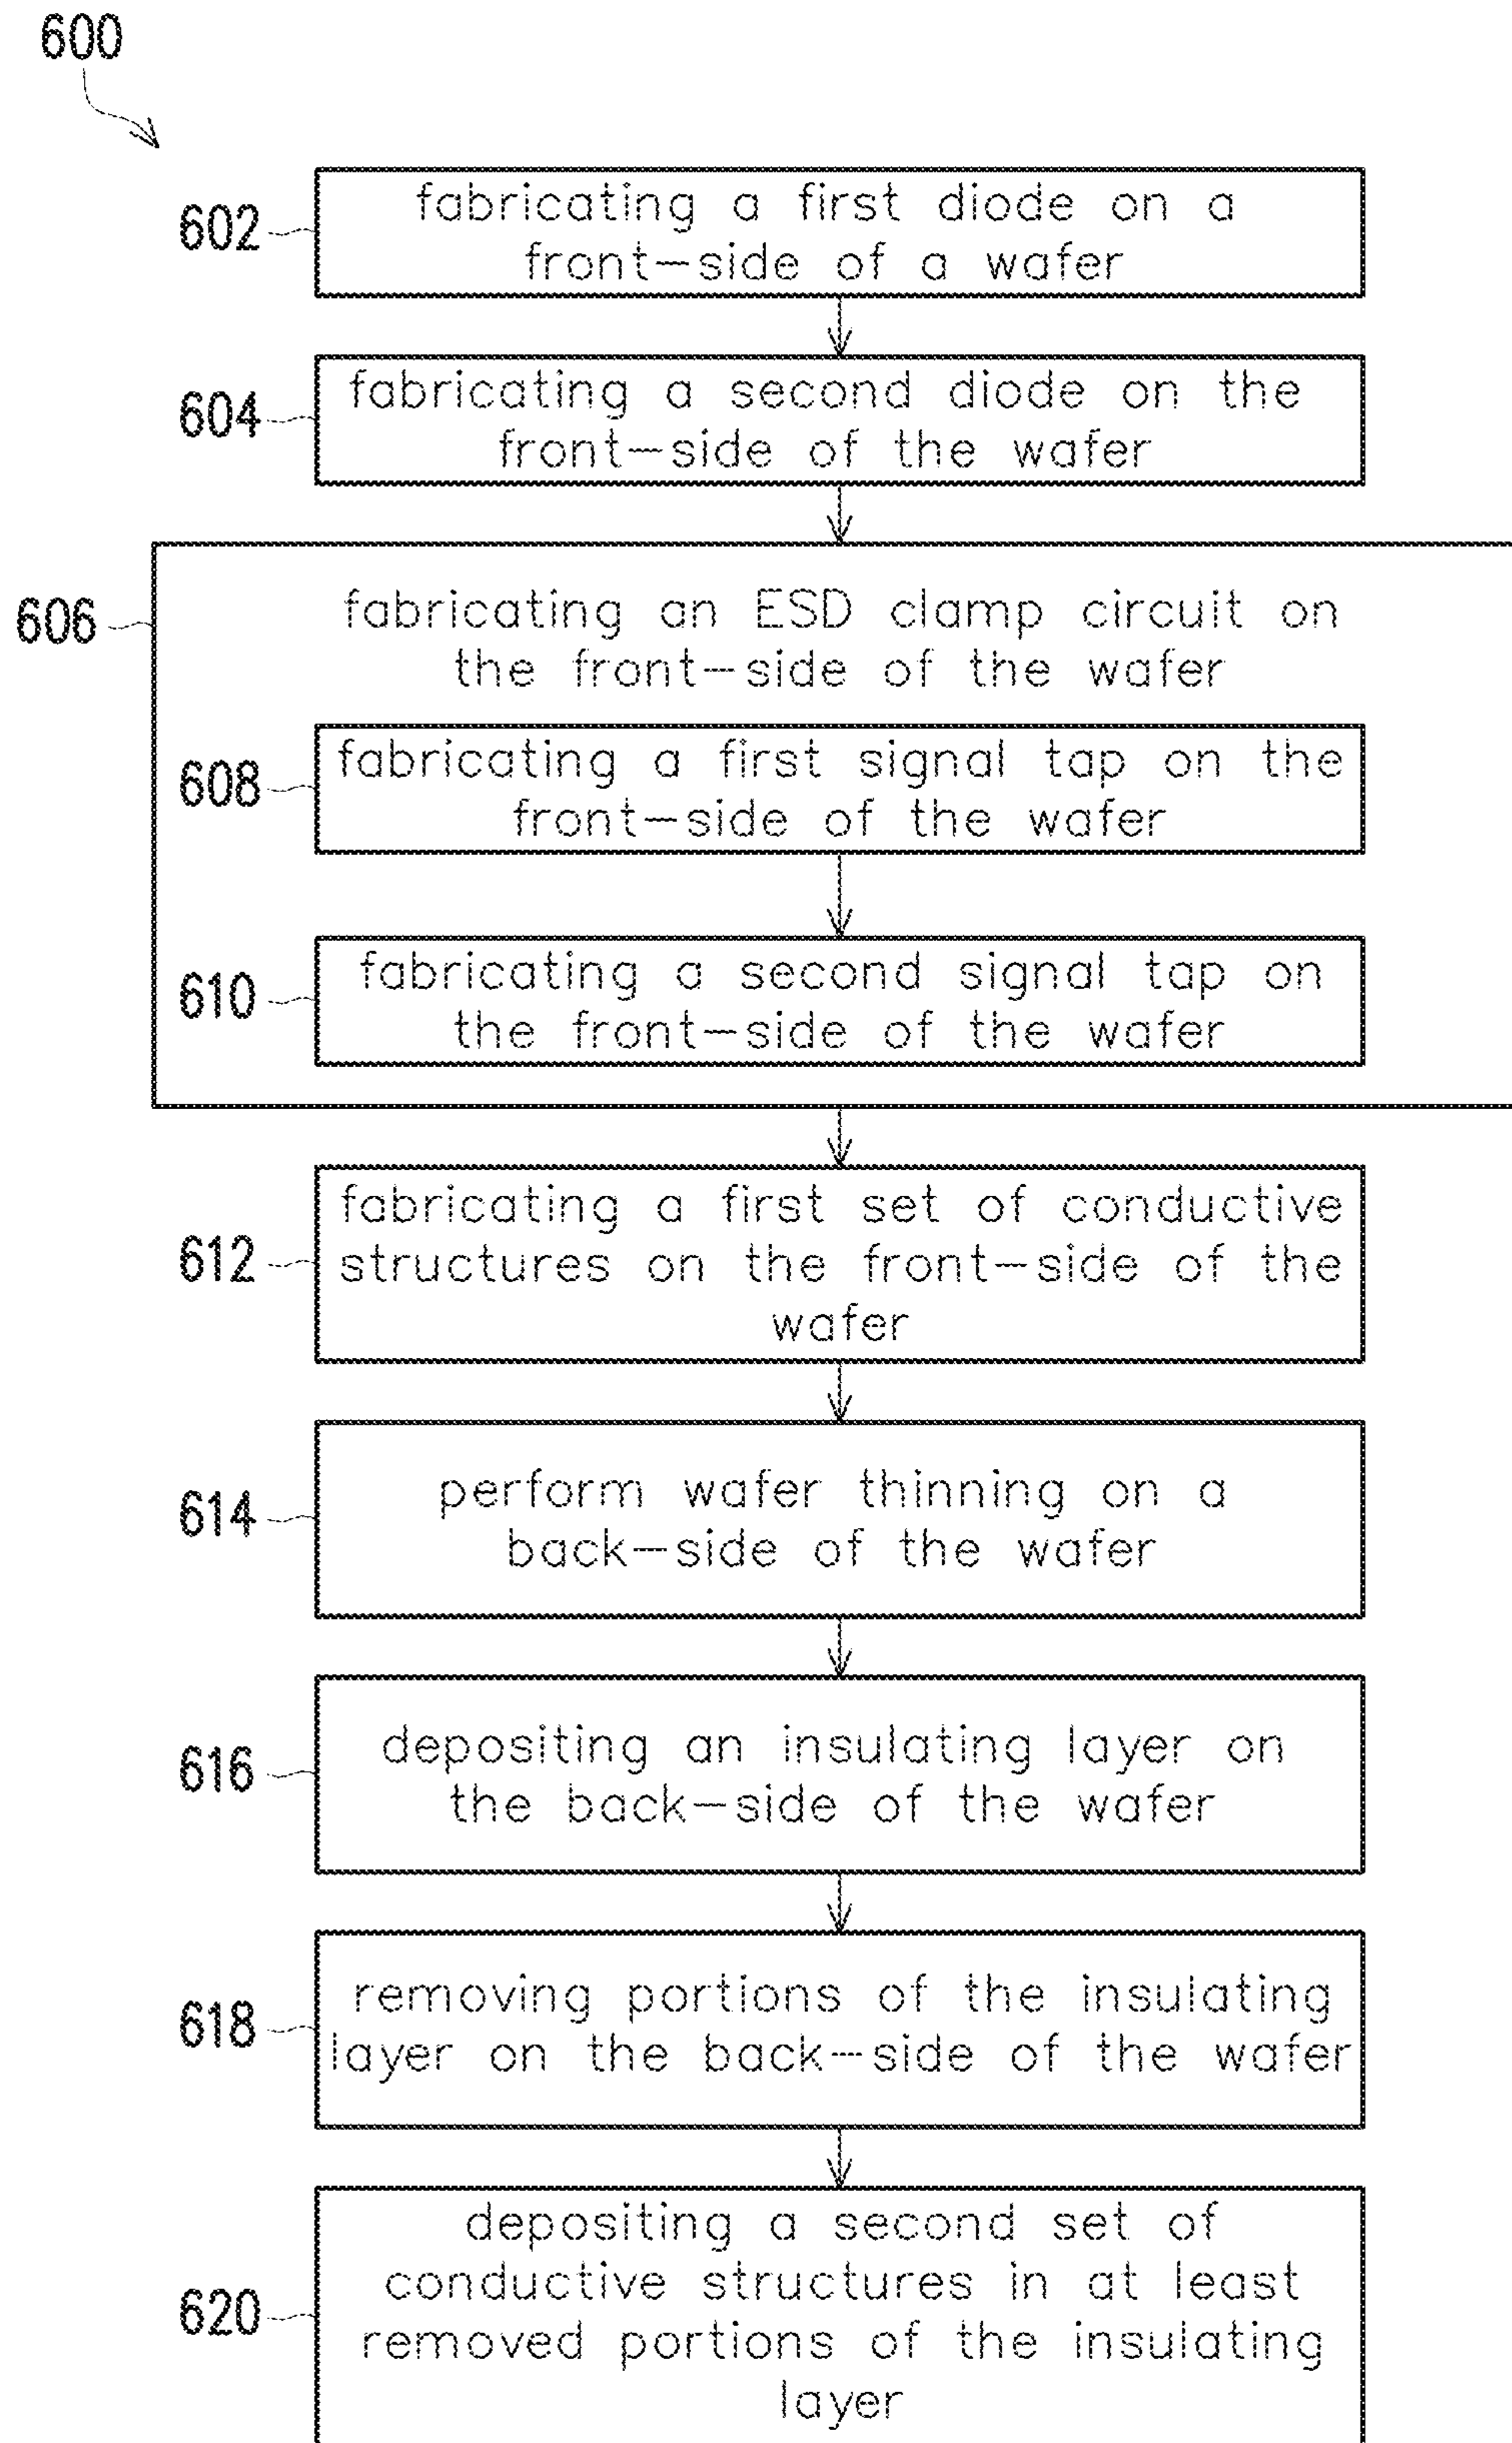 600
602
fabricating a first diode on a
front-side of a wafer
604
fabricating a second diode on the
front-side of the wafer
606
fabricating an ESD clamp circuit on
the front-side of the wafer
608
fabricating a first signal tap on the
front-side of the wafer
610
fabricating a second signal tap on
the front-side of the wafer
612
fabricating a first set of conductive
structures on the front-side of the
wafer
614
perform wafer thinning on a
back-side of the wafer
616
depositing an insulating layer on
the back-side of the wafer
618
removing portions of the insulating
layer on the back-side of the wafer
620
depositing a second set of
conductive structures in at least
removed portions of the insulating
layer